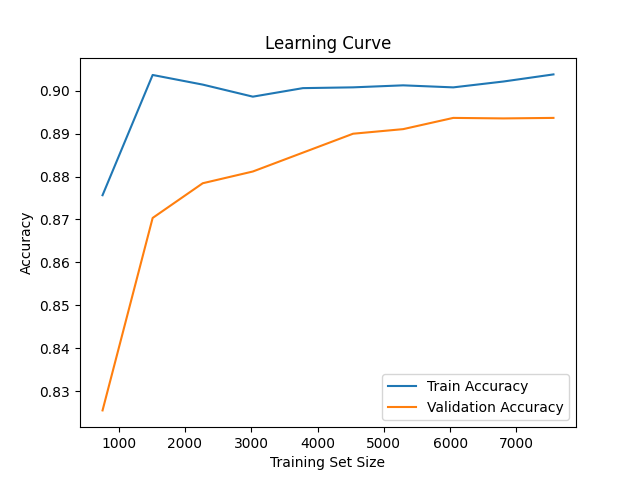 Learning Curve
Accuracy
0.90
0.89
0.88
0.87
0.86
0.85
0.84
0.83
Train Accuracy
Validation Accuracy
1000 2000 3000 4000 5000 6000 7000
Training Set Size